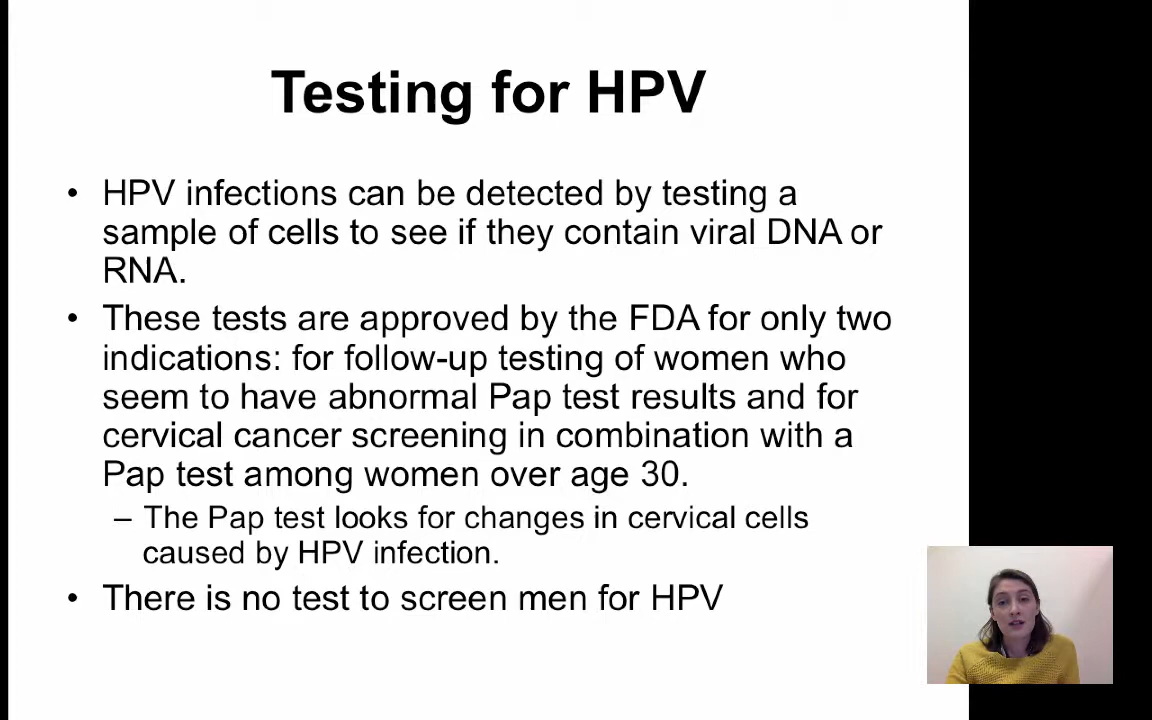 Testing for HPV
• HPV infections can be detected by testing a
sample of cells to see if they contain viral DNA or
RNA.
• These tests are approved by the FDA for only two
indications: for follow-up testing of women who
seem to have abnormal Pap test results and for
cervical cancer screening in combination with a
Pap test among women over age 30.
– The Pap test looks for changes in cervical cells
caused by HPV infection.
• There is no test to screen men for HPV